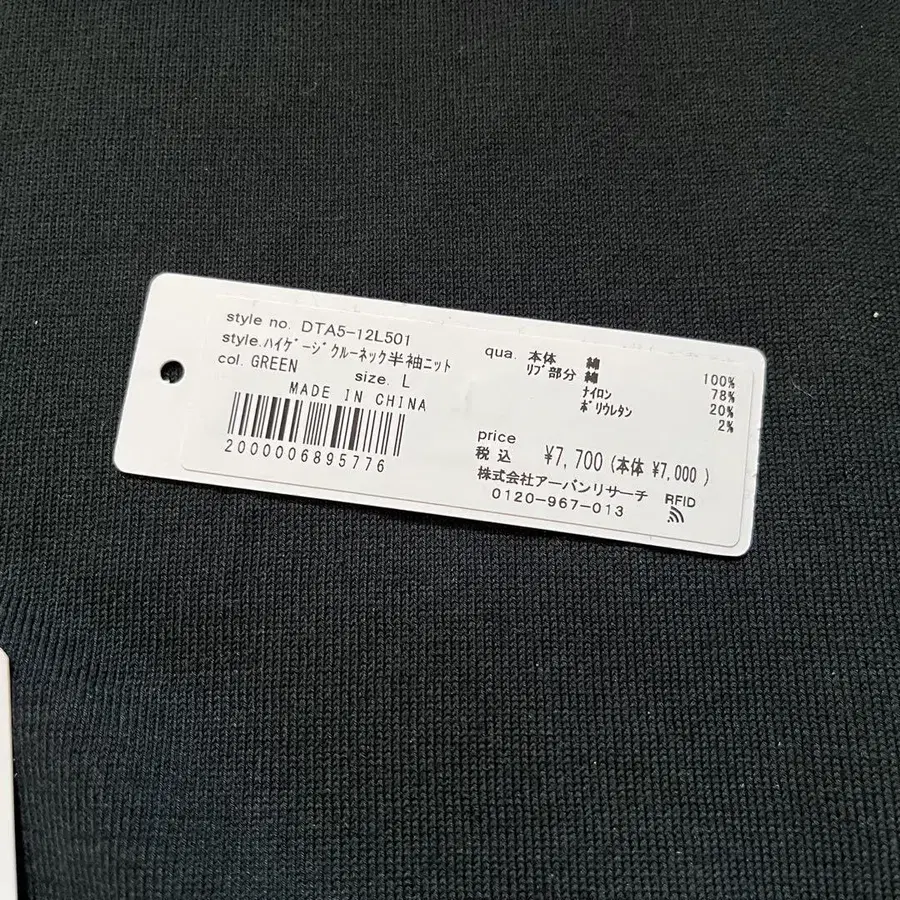 style no. DTA5-12L501
style.ﾊｲｹﾞｰｼﾞｸﾙｰﾈｯｸ半袖ﾆｯﾄ
col. GREEN size. L
MADE IN CHINA
2000006895776
qua. 本体 綿 100%
ﾘﾌﾞ部分 綿 78%
ﾅｲﾛﾝ 20%
ﾎﾟﾘｳﾚﾀﾝ 2%
price
税込 ¥7,700 (本体 ¥7,000 )
株式会社アーバンリサーチ RFID
0120-967-013